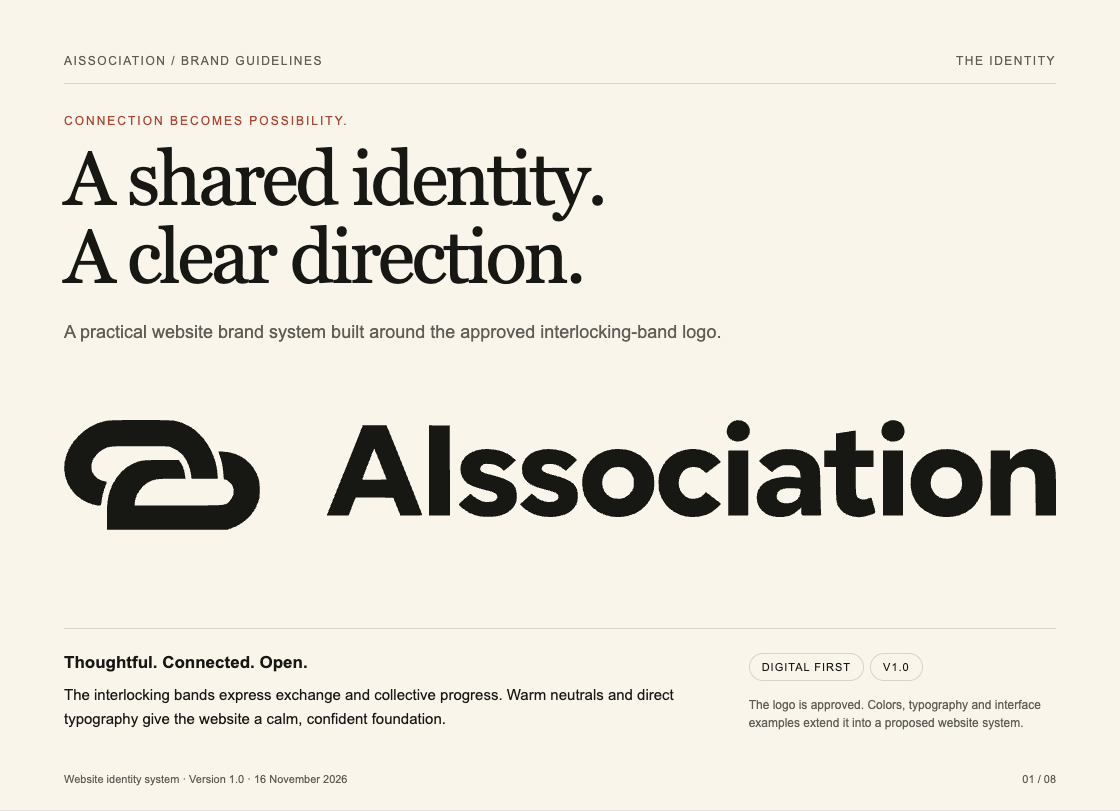 AISSOCIATION / BRAND GUIDELINES
THE IDENTITY
CONNECTION BECOMES POSSIBILITY.
A shared identity.
A clear direction.
A practical website brand system built around the approved interlocking-band logo.
AIssociation
Thoughtful. Connected. Open.
The interlocking bands express exchange and collective progress. Warm neutrals and direct
typography give the website a calm, confident foundation.
DIGITAL FIRST
V1.0
The logo is approved. Colors, typography and interface
examples extend it into a proposed website system.
Website identity system · Version 1.0 · 16 November 2026
01 / 08